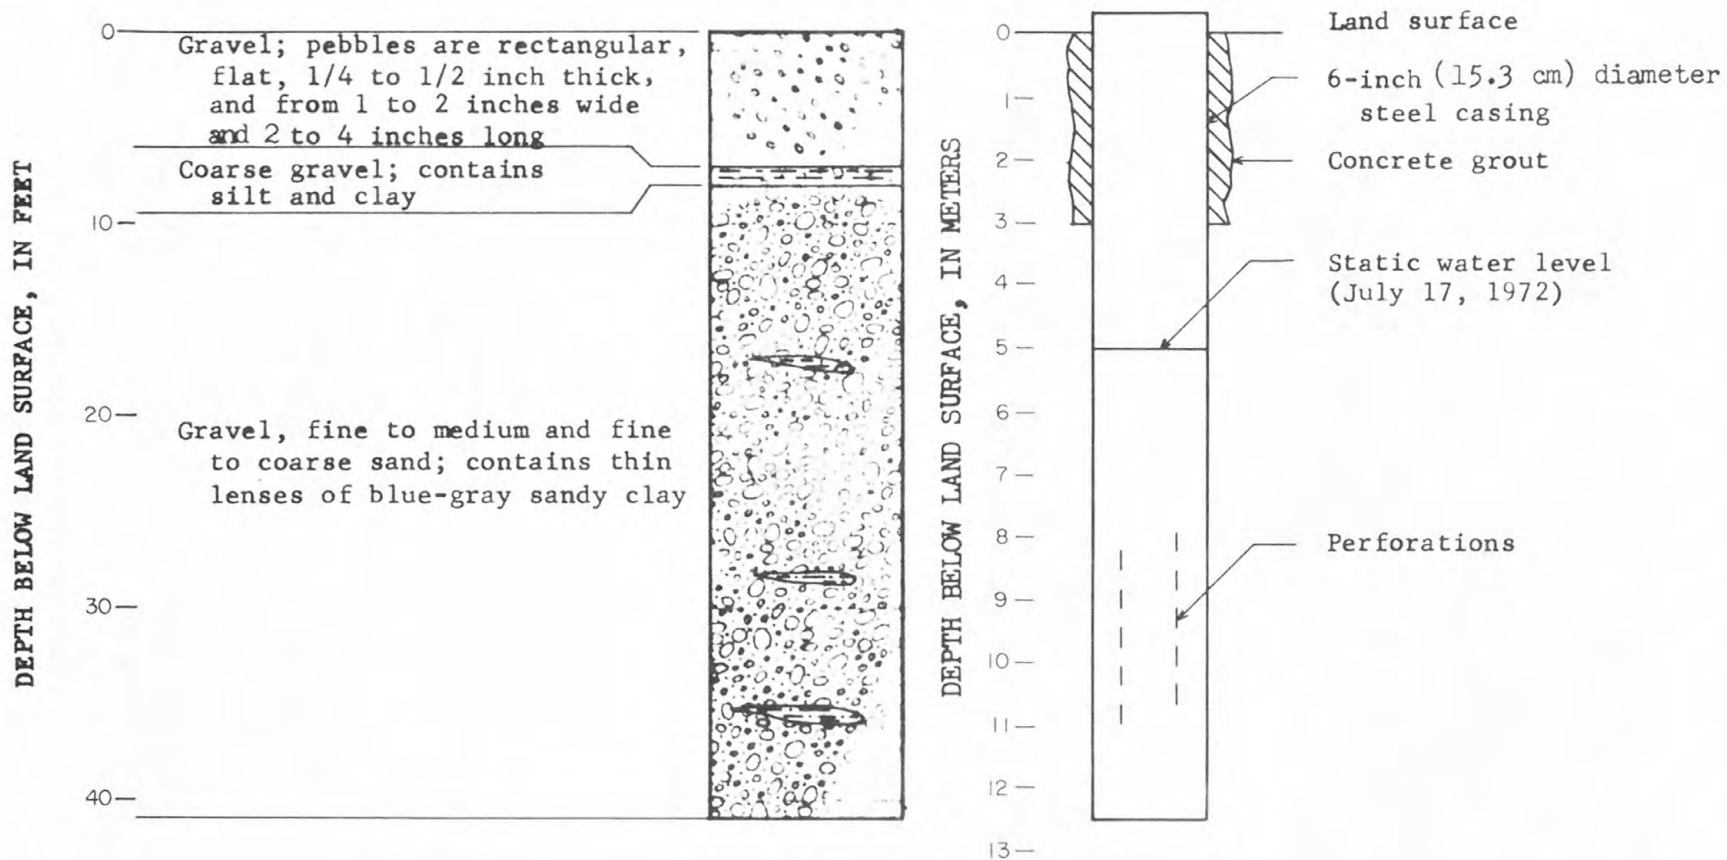 DEPTH BELOW LAND SURFACE, IN FEET
0
10
20
30
40
Gravel; pebbles are rectangular,
flat, 1/4 to 1/2 inch thick,
and from 1 to 2 inches wide
and 2 to 4 inches long
Coarse gravel; contains
silt and clay
Gravel, fine to medium and fine
to coarse sand; contains thin
lenses of blue-gray sandy clay
DEPTH BELOW LAND SURFACE, IN METERS
0
1
2
3
4
5
6
7
8
9
10
11
12
13
Land surface
6-inch (15.3 cm) diameter
steel casing
Concrete grout
Static water level
(July 17, 1972)
Perforations